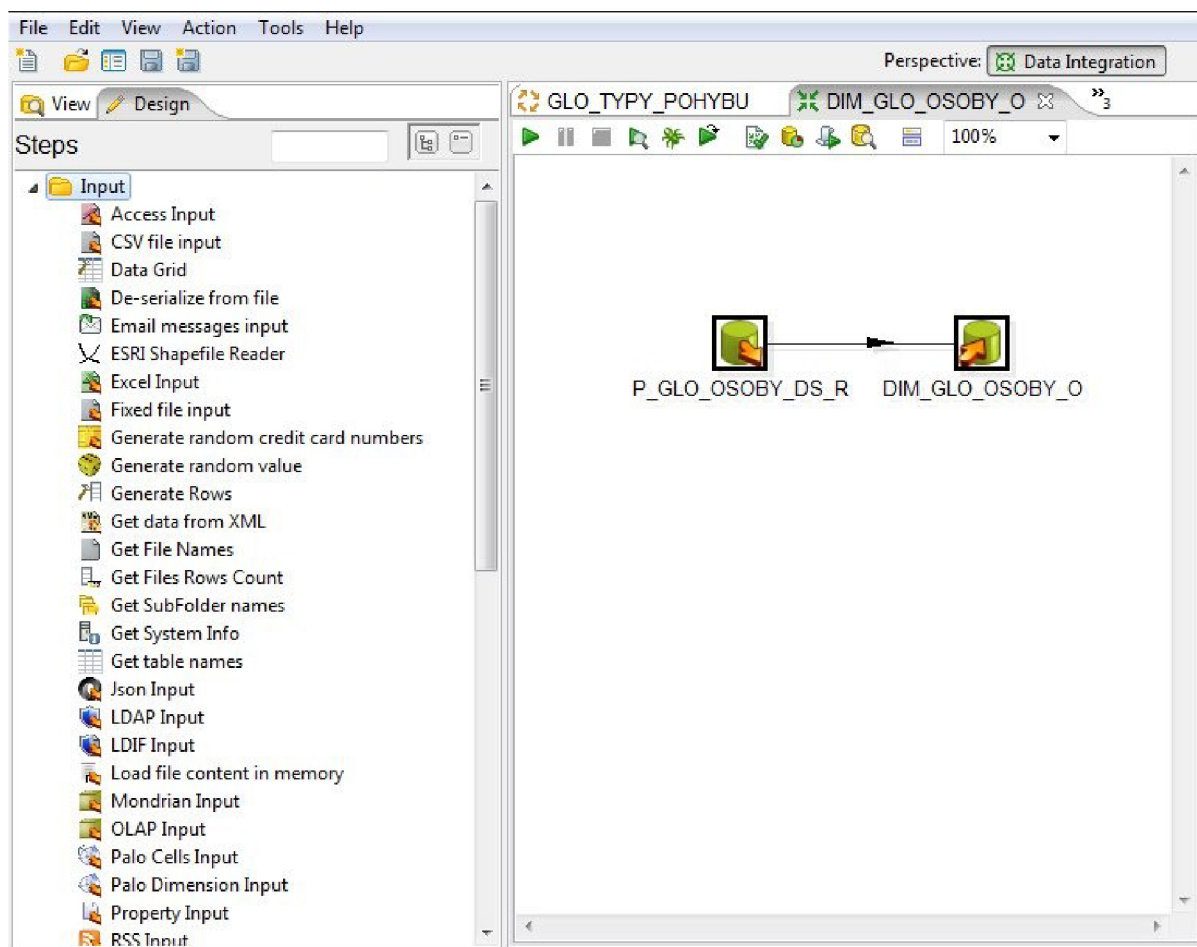 File Edit View Action Tools Help
Perspective: Data Integration
View Design
GLO_TYPY_POHYBU DIM_GLO_OSOBY_O »3
Steps
100%
Input
Access Input
CSV file input
Data Grid
De-serialize from file
Email messages input
ESRI Shapefile Reader
Excel Input
Fixed file input
Generate random credit card numbers
Generate random value
Generate Rows
Get data from XML
Get File Names
Get Files Rows Count
Get SubFolder names
Get System Info
Get table names
Json Input
LDAP Input
LDIF Input
Load file content in memory
Mondrian Input
OLAP Input
Palo Cells Input
Palo Dimension Input
Property Input
RSS Input
P_GLO_OSOBY_DS_R DIM_GLO_OSOBY_O